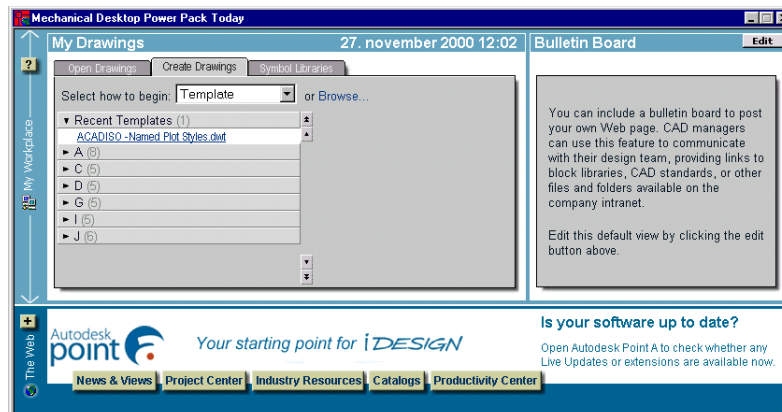 Mechanical Desktop Power Pack Today
My Drawings
27. november 2000 12:02
Open Drawings
Create Drawings
Symbol Libraries
Select how to begin: Template or Browse...
Recent Templates (1)
ACADISO -Named Plot Styles.dwt
A (8)
C (5)
D (5)
G (5)
I (5)
J (6)
Bulletin Board
Edit
You can include a bulletin board to post
your own Web page. CAD managers
can use this feature to communicate
with their design team, providing links to
block libraries, CAD standards, or other
files and folders available on the
company intranet.
Edit this default view by clicking the edit
button above.
? 
My Workplace
+
The Web
Autodesk
point A
Your starting point for iDESIGN
News & Views
Project Center
Industry Resources
Catalogs
Productivity Center
Is your software up to date?
Open Autodesk Point A to check whether any
Live Updates or extensions are available now.